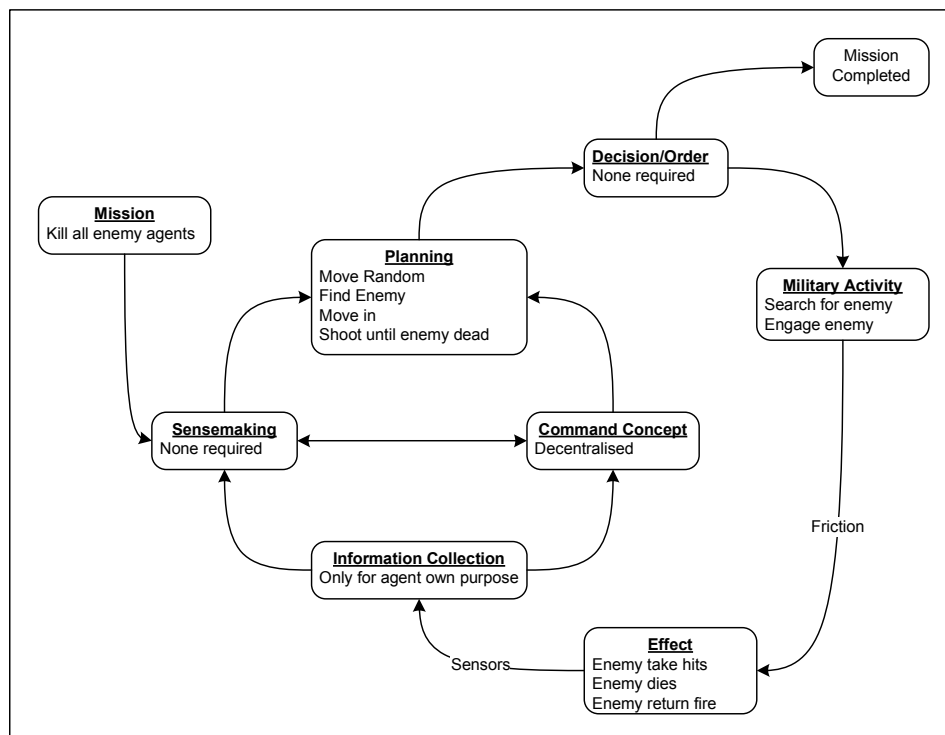 Mission
Completed
Decision/Order
None required
Mission
Kill all enemy agents
Planning
Move Random
Find Enemy
Move in
Shoot until enemy dead
Military Activity
Search for enemy
Engage enemy
Sensemaking
None required
Command Concept
Decentralised
Friction
Information Collection
Only for agent own purpose
Sensors
Effect
Enemy take hits
Enemy dies
Enemy return fire